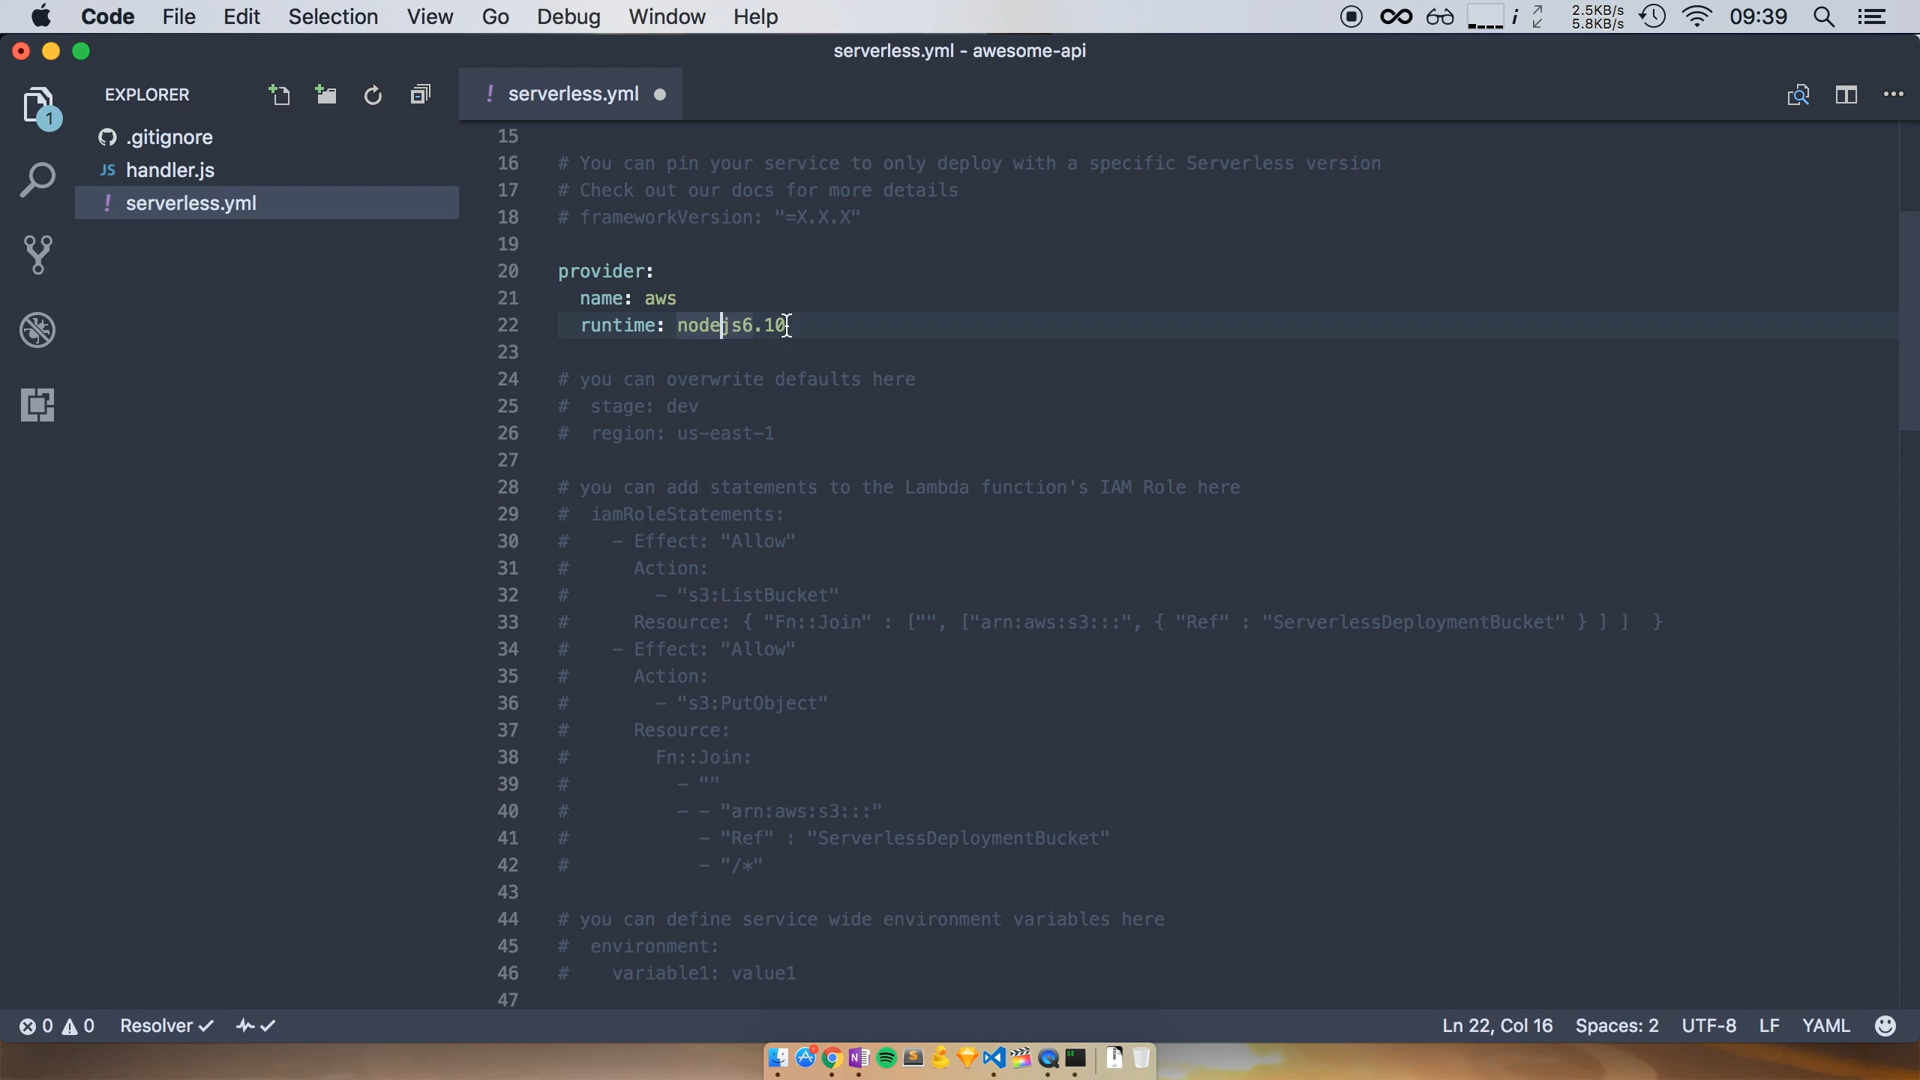 Code File Edit Selection View Go Debug Window Help
2.5KB/s
5.8KB/s
09:39
serverless.yml - awesome-api
EXPLORER
serverless.yml
1
.gitignore
JS handler.js
! serverless.yml
15
16 # You can pin your service to only deploy with a specific Serverless version
17 # Check out our docs for more details
18 # frameworkVersion: "=X.X.X"
19
20 provider:
21 name: aws
22 runtime: nodejs6.10
23
24 # you can overwrite defaults here
25 # stage: dev
26 # region: us-east-1
27
28 # you can add statements to the Lambda function's IAM Role here
29 # iamRoleStatements:
30 # - Effect: "Allow"
31 # Action:
32 # - "s3:ListBucket"
33 # Resource: { "Fn::Join" : ["", ["arn:aws:s3:::", { "Ref" : "ServerlessDeploymentBucket" } ] ] }
34 # - Effect: "Allow"
35 # Action:
36 # - "s3:PutObject"
37 # Resource:
38 # Fn::Join:
39 # - ""
40 # - - "arn:aws:s3:::"
41 # - "Ref" : "ServerlessDeploymentBucket"
42 # - "/*"
43
44 # you can define service wide environment variables here
45 # environment:
46 # variable1: value1
47
0 0 Resolver
Ln 22, Col 16 Spaces: 2 UTF-8 LF YAML